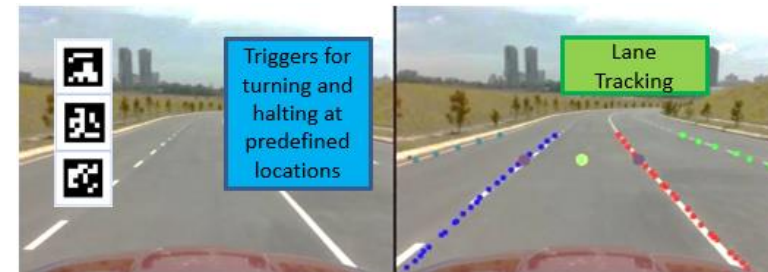 Triggers for
turning and
halting at
predefined
locations
Lane
Tracking